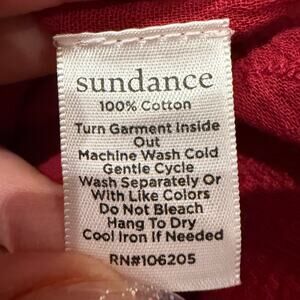 sundance
100% Cotton
Turn Garment Inside
Out
Machine Wash Cold
Gentle Cycle
Wash Separately Or
With Like Colors
Do Not Bleach
Hang To Dry
Cool Iron If Needed
RN#106205